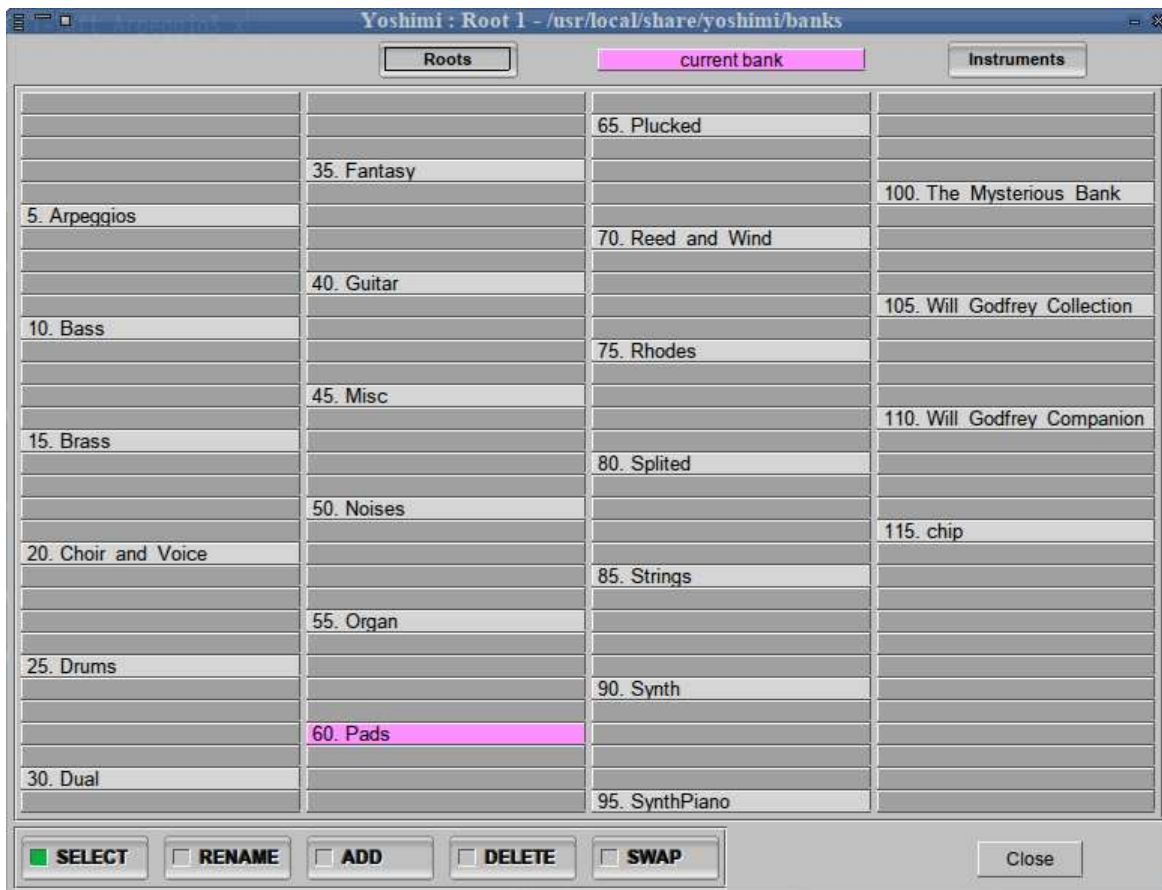 Yoshimi : Root 1 - /usr/local/share/yoshimi/banks
Roots
current bank
Instruments
5. Arpeggios
10. Bass
15. Brass
20. Choir and Voice
25. Drums
30. Dual
35. Fantasy
40. Guitar
45. Misc
50. Noises
55. Organ
60. Pads
65. Plucked
70. Reed and Wind
75. Rhodes
80. Splited
85. Strings
90. Synth
95. SynthPiano
100. The Mysterious Bank
105. Will Godfrey Collection
110. Will Godfrey Companion
115. chip
SELECT
RENAME
ADD
DELETE
SWAP
Close